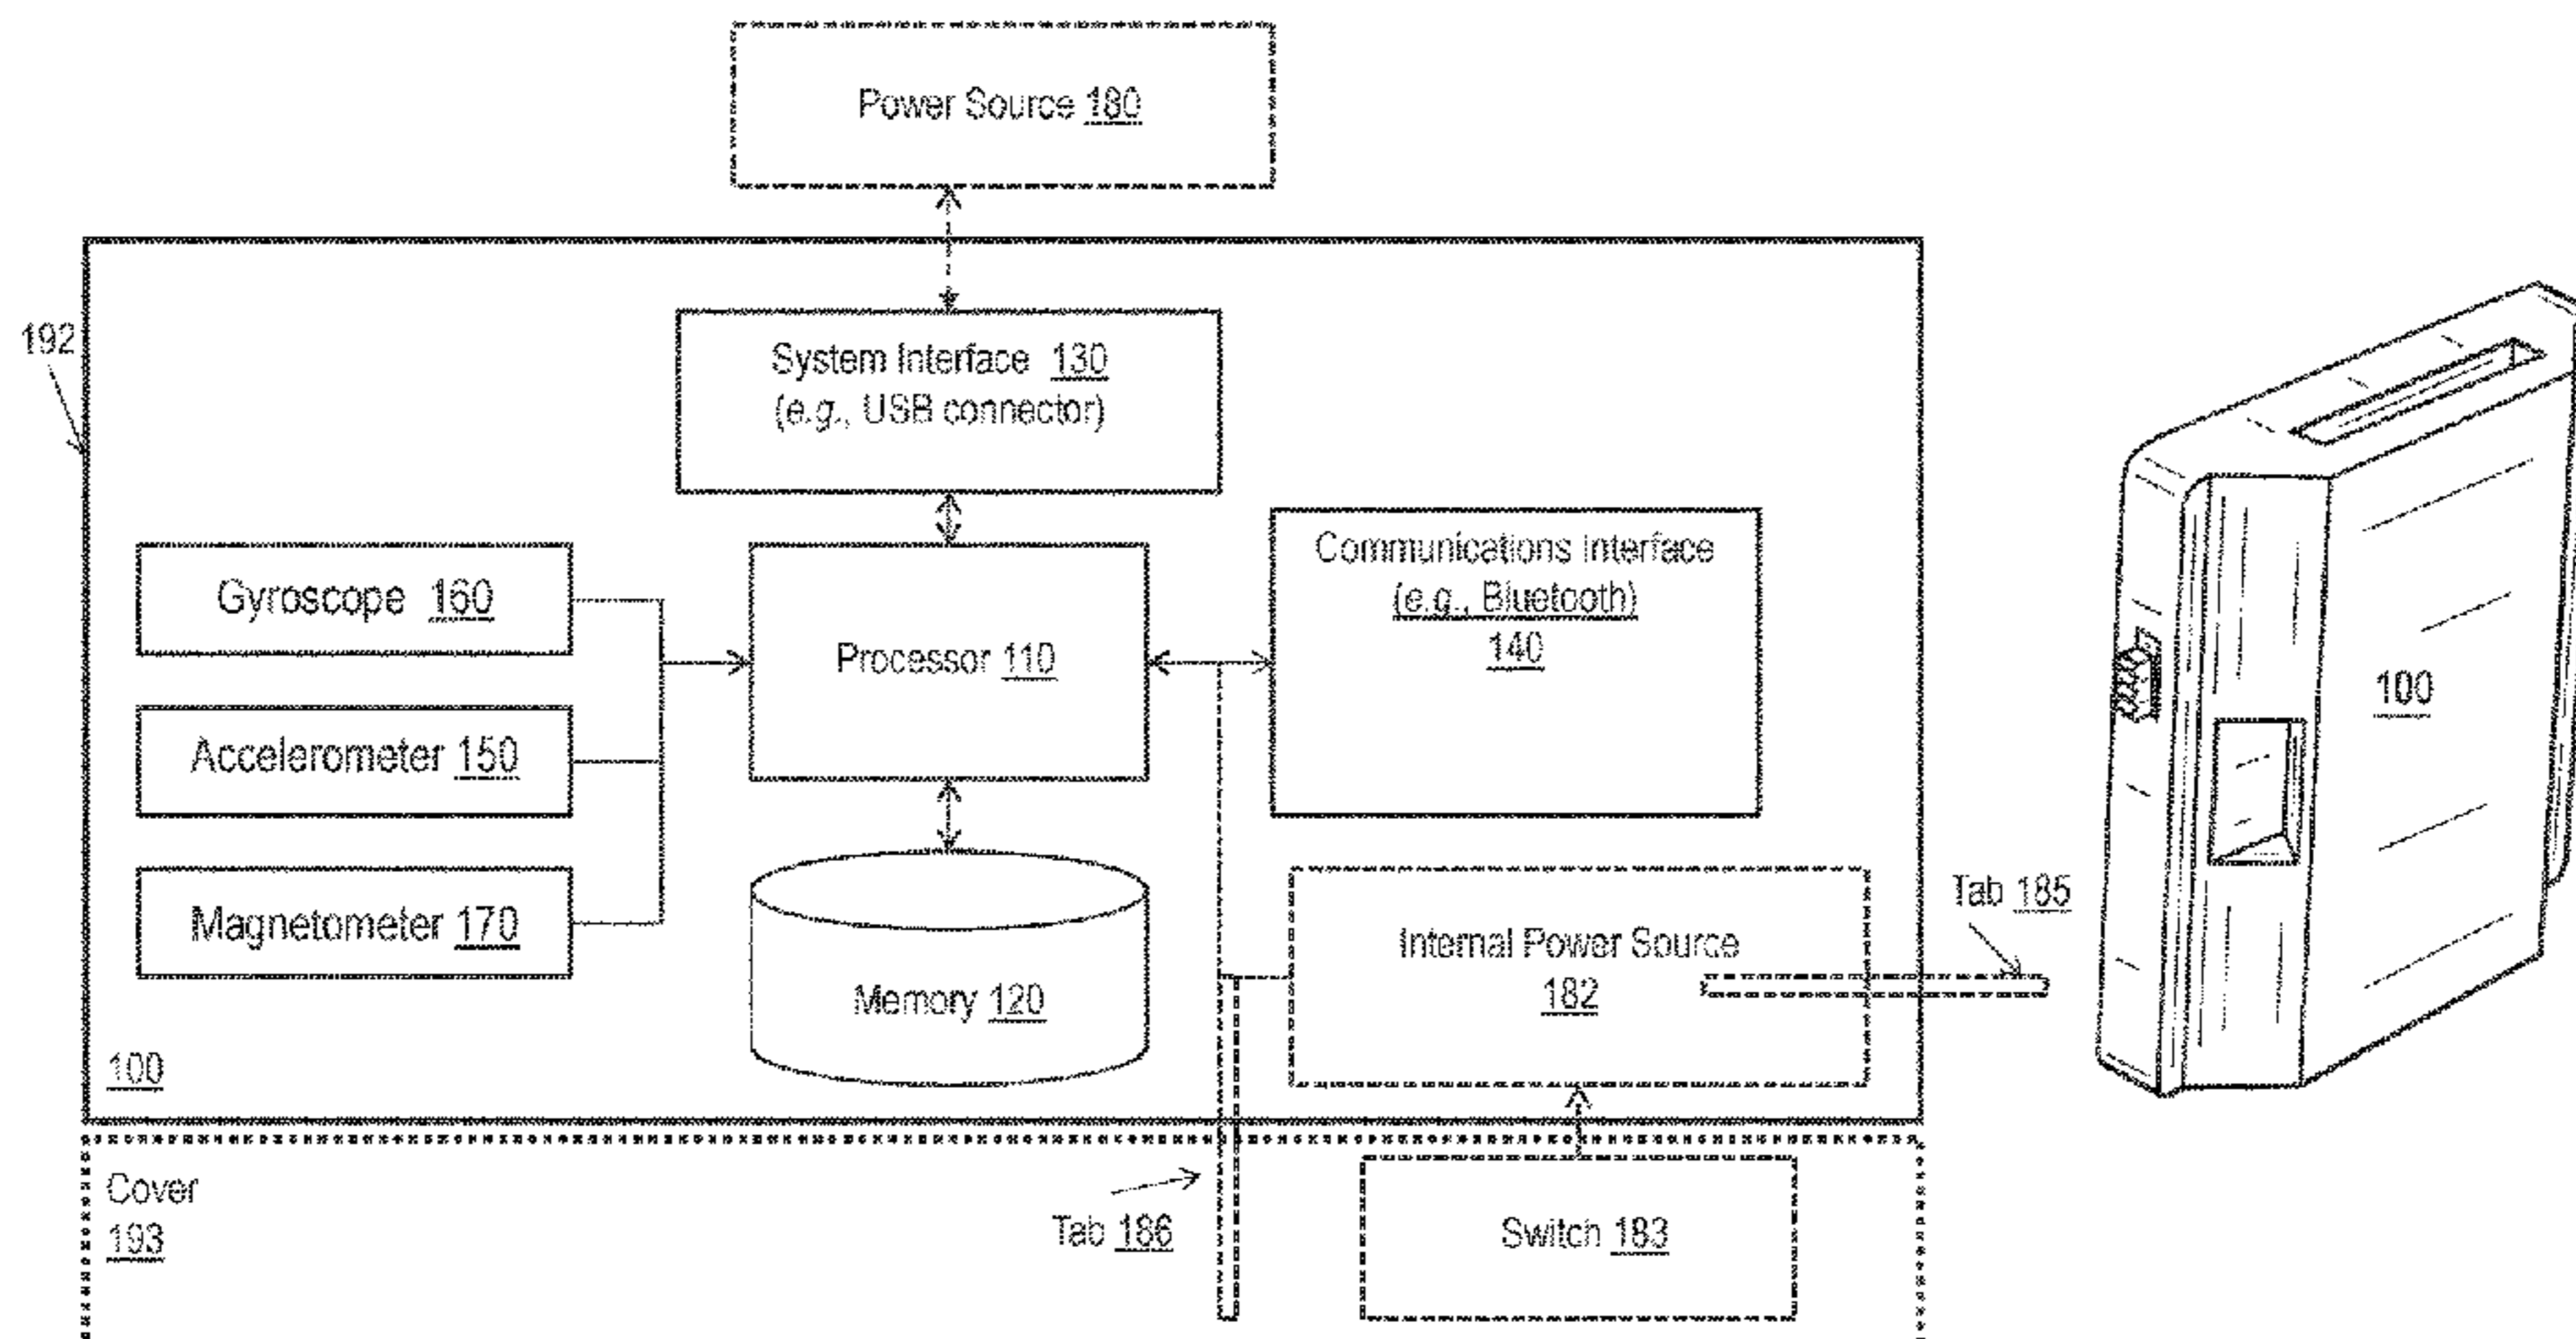 Power Source 180
192
System Interface 130
(e.g., USB connector)
Communications Interface
(e.g., Bluetooth)
140
Gyroscope 160
Processor 110
100
Accelerometer 150
Tab 185
Magnetometer 170
Internal Power Source
182
Memory 120
100
Cover
193
Tab 186
Switch 183